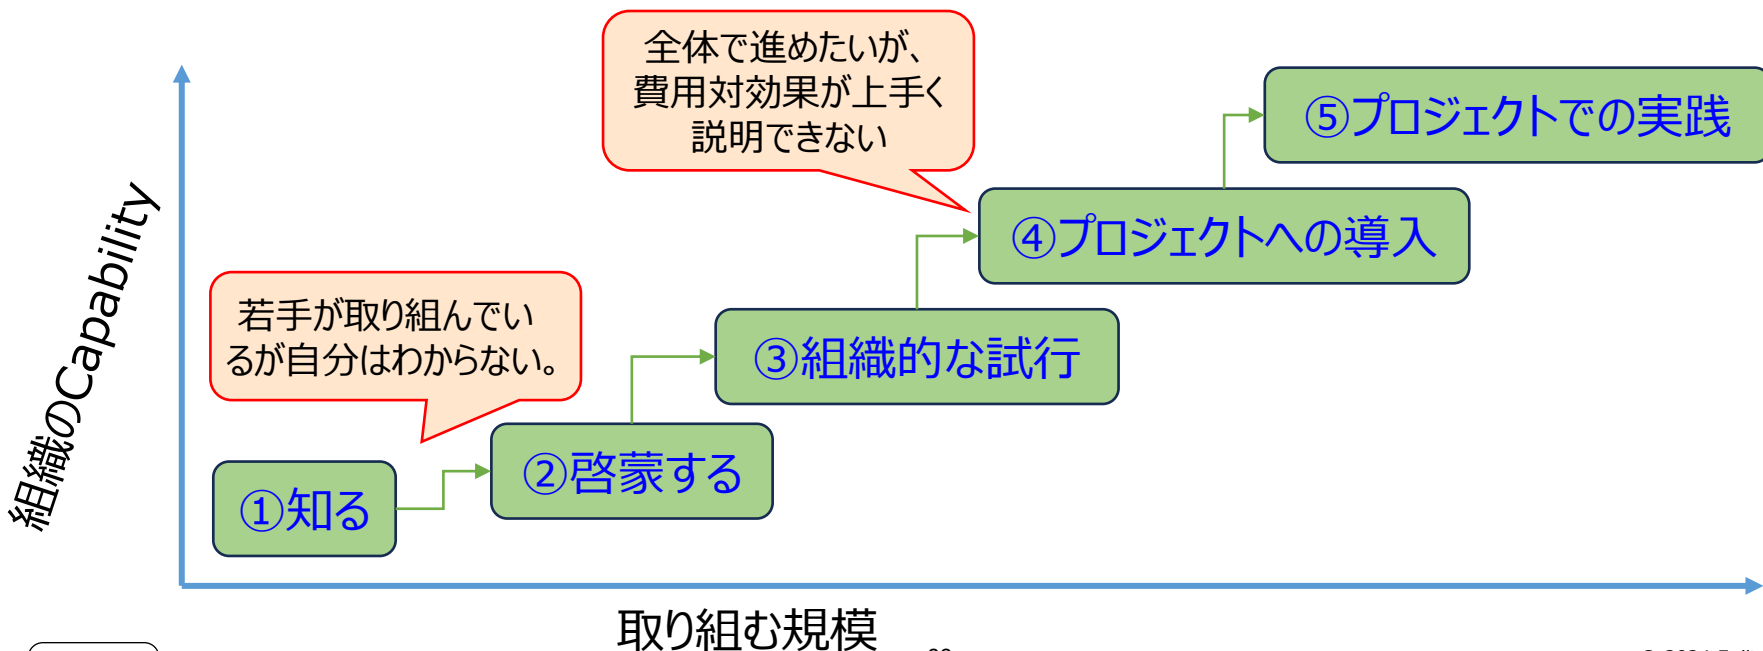 全体で進めたいが、
費用対効果が上手く
説明できない
⑤プロジェクトでの実践
④プロジェクトへの導入
若手が取り組んでい
るが自分はわからない。
③組織的な試行
②啓蒙する
①知る
組織のCapability
取り組む規模